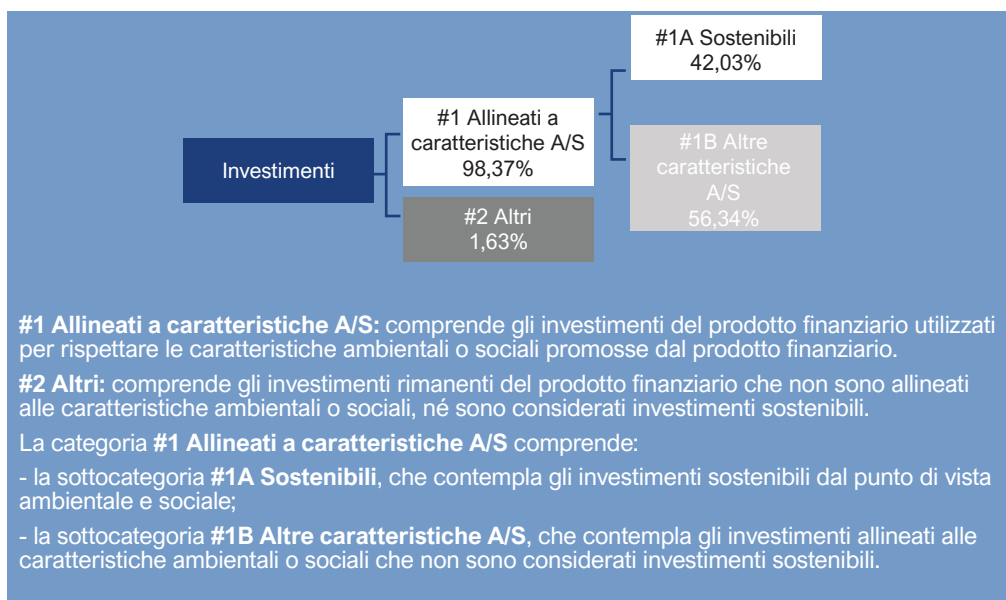 #1A Sostenibili
42,03%
#1 Allineati a
caratteristiche A/S
98,37%
#1B Altre
caratteristiche
A/S
56,34%
Investimenti
#2 Altri
1,63%
#1 Allineati a caratteristiche A/S: comprende gli investimenti del prodotto finanziario utilizzati
per rispettare le caratteristiche ambientali o sociali promosse dal prodotto finanziario.
#2 Altri: comprende gli investimenti rimanenti del prodotto finanziario che non sono allineati
alle caratteristiche ambientali o sociali, né sono considerati investimenti sostenibili.
La categoria #1 Allineati a caratteristiche A/S comprende:
- la sottocategoria #1A Sostenibili, che contempla gli investimenti sostenibili dal punto di vista
ambientale e sociale;
- la sottocategoria #1B Altre caratteristiche A/S, che contempla gli investimenti allineati alle
caratteristiche ambientali o sociali che non sono considerati investimenti sostenibili.